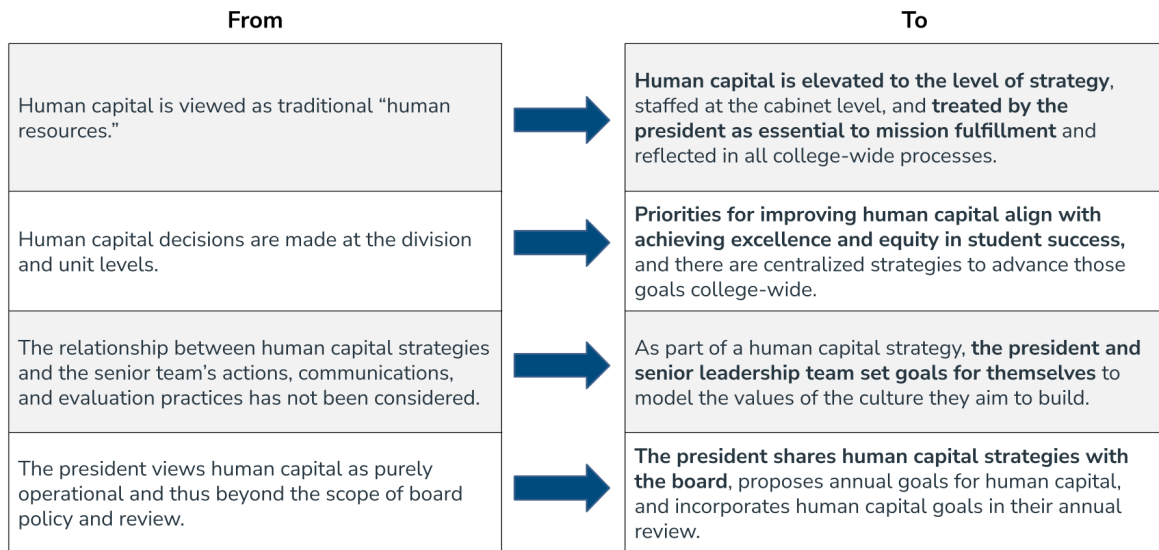 From
To
Human capital is viewed as traditional “human
resources.”
Human capital is elevated to the level of strategy,
staffed at the cabinet level, and treated by the
president as essential to mission fulfillment and
reflected in all college-wide processes.
Human capital decisions are made at the division
and unit levels.
Priorities for improving human capital align with
achieving excellence and equity in student success,
and there are centralized strategies to advance those
goals college-wide.
The relationship between human capital strategies
and the senior team’s actions, communications,
and evaluation practices has not been considered.
As part of a human capital strategy, the president and
senior leadership team set goals for themselves to
model the values of the culture they aim to build.
The president views human capital as purely
operational and thus beyond the scope of board
policy and review.
The president shares human capital strategies with
the board, proposes annual goals for human capital,
and incorporates human capital goals in their annual
review.